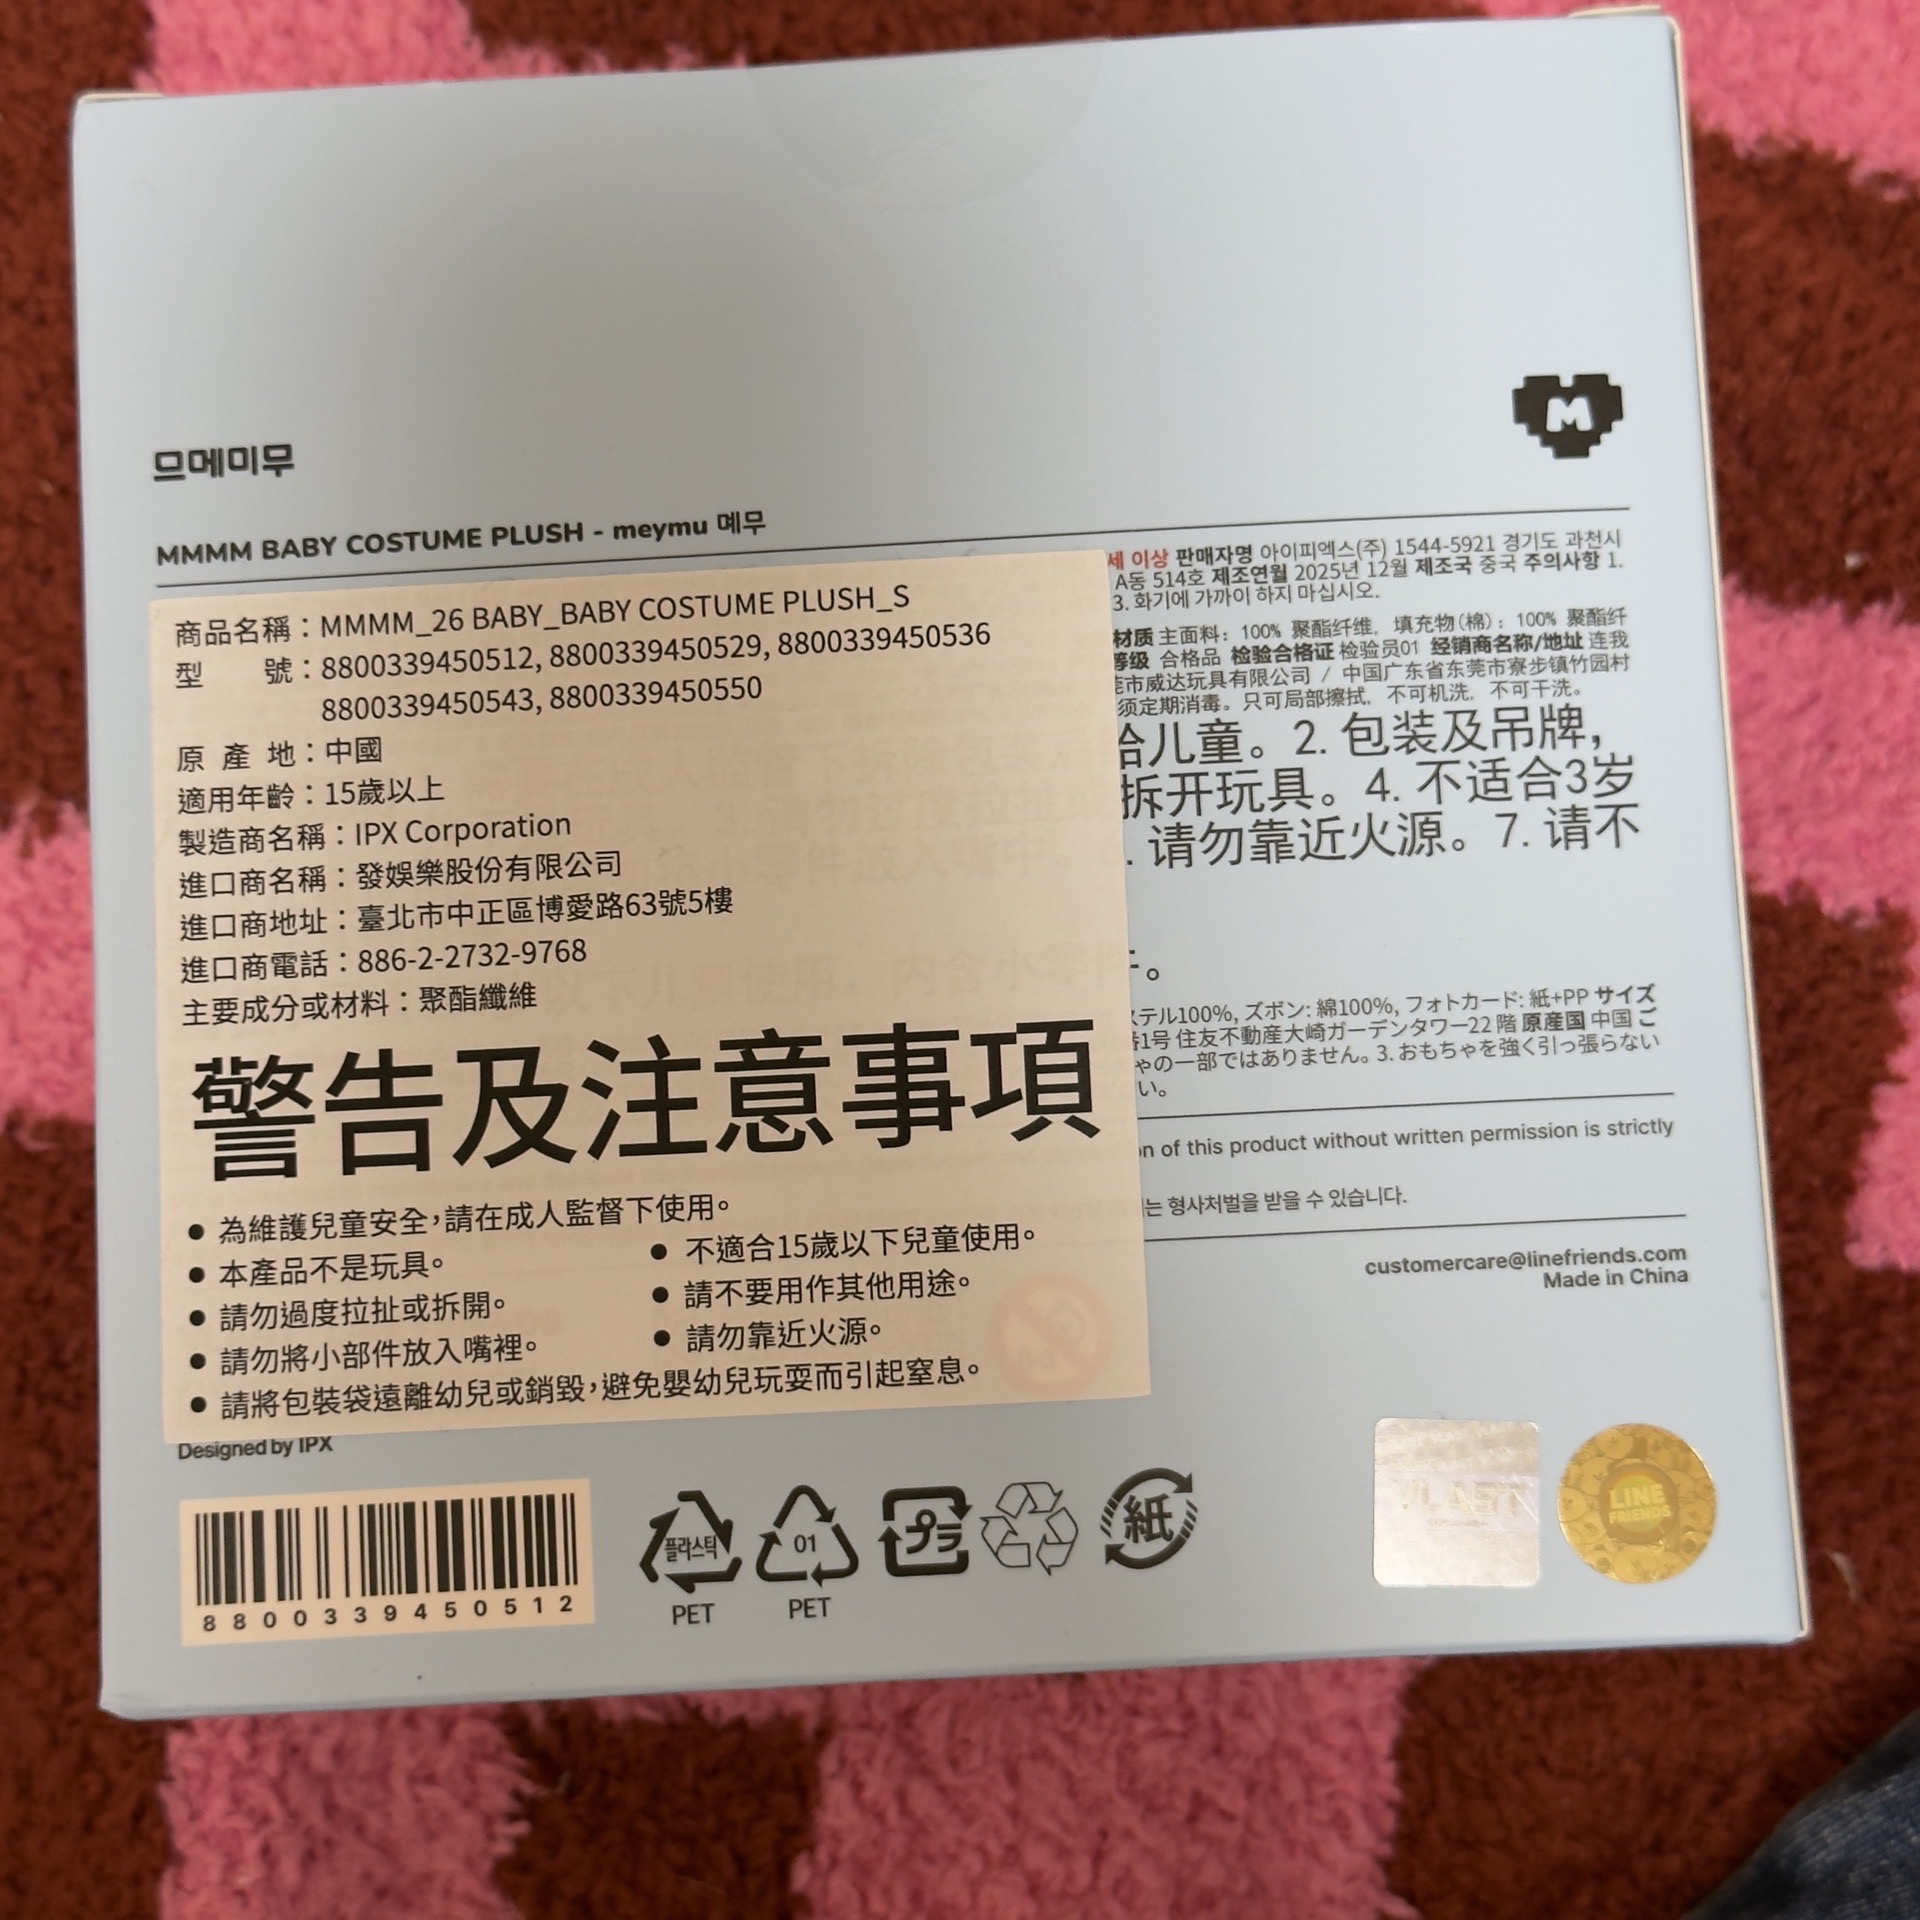 므메미무
M
MMMM BABY COSTUME PLUSH - meymu 몌무
商品名稱：MMMM_26 BABY_BABY COSTUME PLUSH_S
型 號：8800339450512, 8800339450529, 8800339450536
8800339450543, 8800339450550
原 產 地：中國
適用年齡：15歲以上
製造商名稱：IPX Corporation
進口商名稱：發娛樂股份有限公司
進口商地址：臺北市中正區博愛路63號5樓
進口商電話：886-2-2732-9768
主要成分或材料：聚酯纖維
警告及注意事項
● 為維護兒童安全，請在成人監督下使用。
● 本產品不是玩具。 ● 不適合15歲以下兒童使用。
● 請勿過度拉扯或拆開。 ● 請不要用作其他用途。
● 請勿將小部件放入嘴裡。 ● 請勿靠近火源。
● 請將包裝袋遠離幼兒或銷毀，避免嬰幼兒玩耍而引起窒息。
세 이상 판매자명 아이피엑스(주) 1544-5921 경기도 과천시
A동 514호 제조연월 2025년 12월 제조국 중국 주의사항 1.
3. 화기에 가까이 하지 마십시오.
材质 主面料: 100% 聚酯纤维, 填充物(棉): 100% 聚酯纤
等级 合格品 检验合格证 检验员01 经销商名称/地址 连我
莞市威达玩具有限公司 / 中国广东省东莞市寮步镇竹园村
须定期消毒。只可局部擦拭, 不可机洗, 不可干洗。
给儿童。2. 包装及吊牌,
拆开玩具。4. 不适合3岁
. 请勿靠近火源。7. 请不
。
ステル100%, ズボン: 綿100%, フォトカード: 紙+PP サイズ
番1号 住友不動産大崎ガーデンタワー22 階 原産国 中国 ご
ゃの一部ではありません。3. おもちゃを強く引っ張らない
い。
on of this product without written permission is strictly
는 형사처벌을 받을 수 있습니다.
customercare@linefriends.com
Made in China
Designed by IPX
8800339450512
플라스틱
PET
01
PET
プラ
紙
VLAST
LINE
FRIENDS